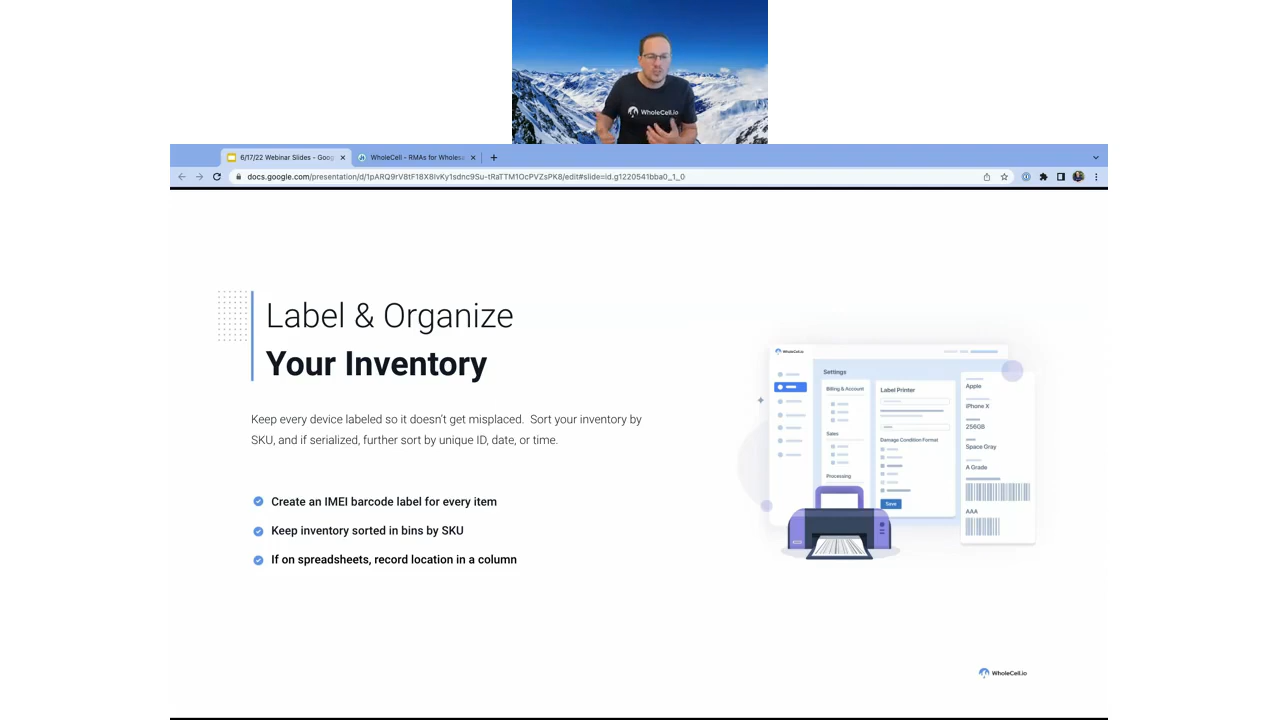 WholeCell.io
6/17/22 Webinar Slides - Goog
WholeCell - RMAs for Wholesa
docs.google.com/presentation/d/1pARQ9rV8tF18X8IvKy1sdnc9Su-tRaTTM1OcPVZsPK8/edit#slide=id.g1220541bba0_1_0
Label & Organize
Your Inventory
Keep every device labeled so it doesn't get misplaced. Sort your inventory by
SKU, and if serialized, further sort by unique ID, date, or time.
Create an IMEI barcode label for every item
Keep inventory sorted in bins by SKU
If on spreadsheets, record location in a column
WholeCell.io
Settings
Billing & Account
Sales
Processing
Label Printer
Damage Condition Format
Save
Apple
iPhone X
256GB
Space Gray
A Grade
AAA
WholeCell.io